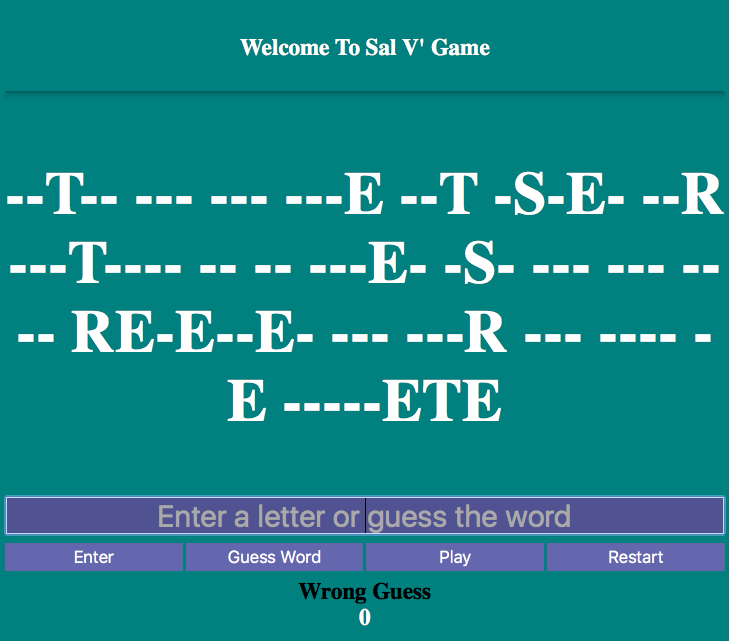 Welcome To Sal V' Game
--T-- --- --- ---E --T -S-E- --R
---T---- -- -- ---E- -S- --- --- --
-- RE-E--E- --- ---R --- ---- -
E -----ETE
Enter a letter or guess the word
Enter Guess Word Play Restart
Wrong Guess
0